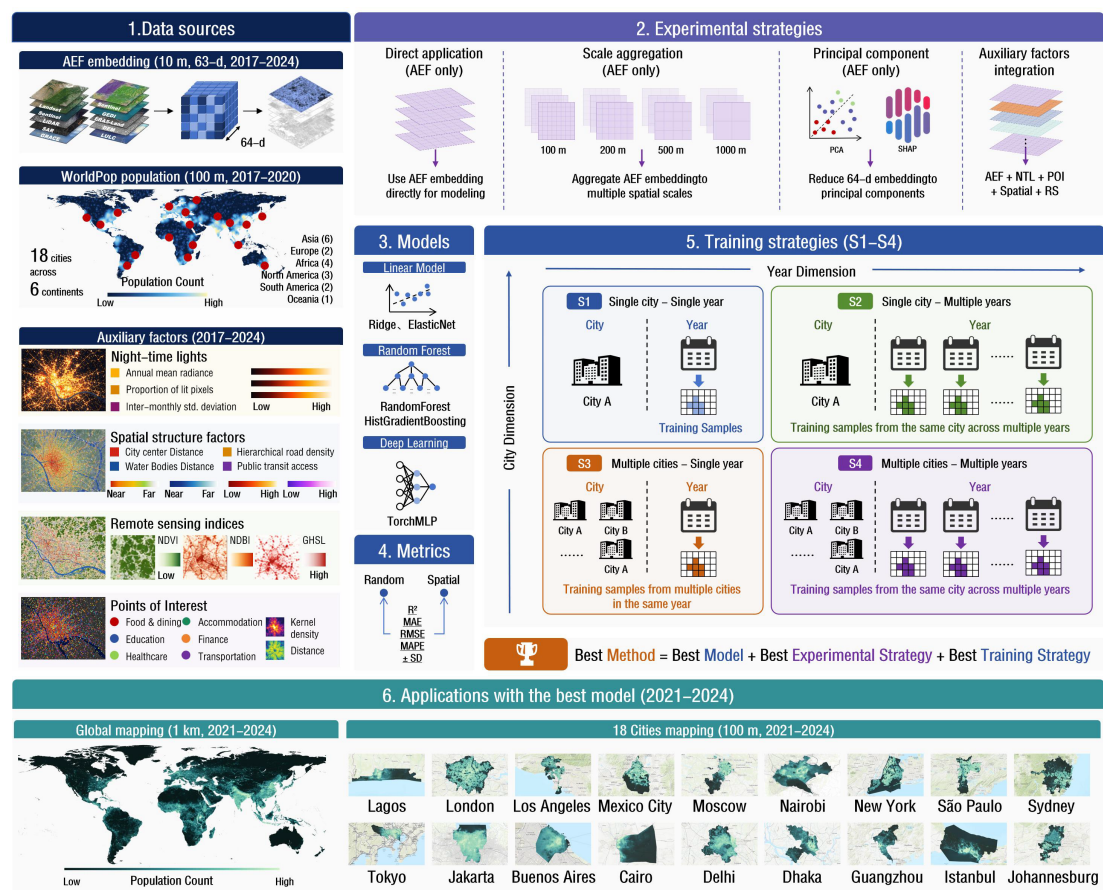 1.Data sources
AEF embedding (10 m, 63-d, 2017-2024)
Landsat
Sentinel
LiDAR
SAR
GRACE
Sentinel
GEDI
ERA5-Land
DEM
LULC
64-d
WorldPop population (100 m, 2017-2020)
18 cities
across
6 continents
Asia (6)
Europe (2)
Africa (4)
North America (3)
South America (2)
Oceania (1)
Population Count
Low High
Auxiliary factors (2017-2024)
Night-time lights
Annual mean radiance
Proportion of lit pixels
Inter-monthly std. deviation
Low High
Spatial structure factors
City center Distance Hierarchical road density
Water Bodies Distance Public transit access
Near Far Near Far Low High Low High
Remote sensing indices
NDVI NDBI GHSL
Low High
Points of Interest
Food & dining Accommodation Kernel density
Education Finance
Healthcare Transportation Distance
2. Experimental strategies
Direct application
(AEF only)
Use AEF embedding
directly for modeling
Scale aggregation
(AEF only)
100 m 200 m 500 m 1000 m
Aggregate AEF embeddingto
multiple spatial scales
Principal component
(AEF only)
PCA SHAP
Reduce 64-d embeddingto
principal components
Auxiliary factors
integration
AEF + NTL + POI
+ Spatial + RS
3. Models
Linear Model
Ridge、ElasticNet
Random Forest
RandomForest
HistGradientBoosting
Deep Learning
TorchMLP
4. Metrics
Random Spatial
R²
MAE
RMSE
MAPE
± SD
5. Training strategies (S1-S4)
Year Dimension
City Dimension
S1 Single city - Single year
City Year
City A
Training Samples
S2 Single city - Multiple years
City Year
......
City A
......
Training samples from the same city across multiple years
S3 Multiple cities - Single year
City Year
City A City B
......
City A
Training samples from multiple cities
in the same year
S4 Multiple cities - Multiple years
City Year
......
City A City B
......
City A
......
Training samples from the same city across multiple years
Best Method = Best Model + Best Experimental Strategy + Best Training Strategy
6. Applications with the best model (2021-2024)
Global mapping (1 km, 2021-2024)
Low Population Count High
18 Cities mapping (100 m, 2021-2024)
Lagos London Los Angeles Mexico City Moscow Nairobi New York São Paulo Sydney
Tokyo Jakarta Buenos Aires Cairo Delhi Dhaka Guangzhou Istanbul Johannesburg